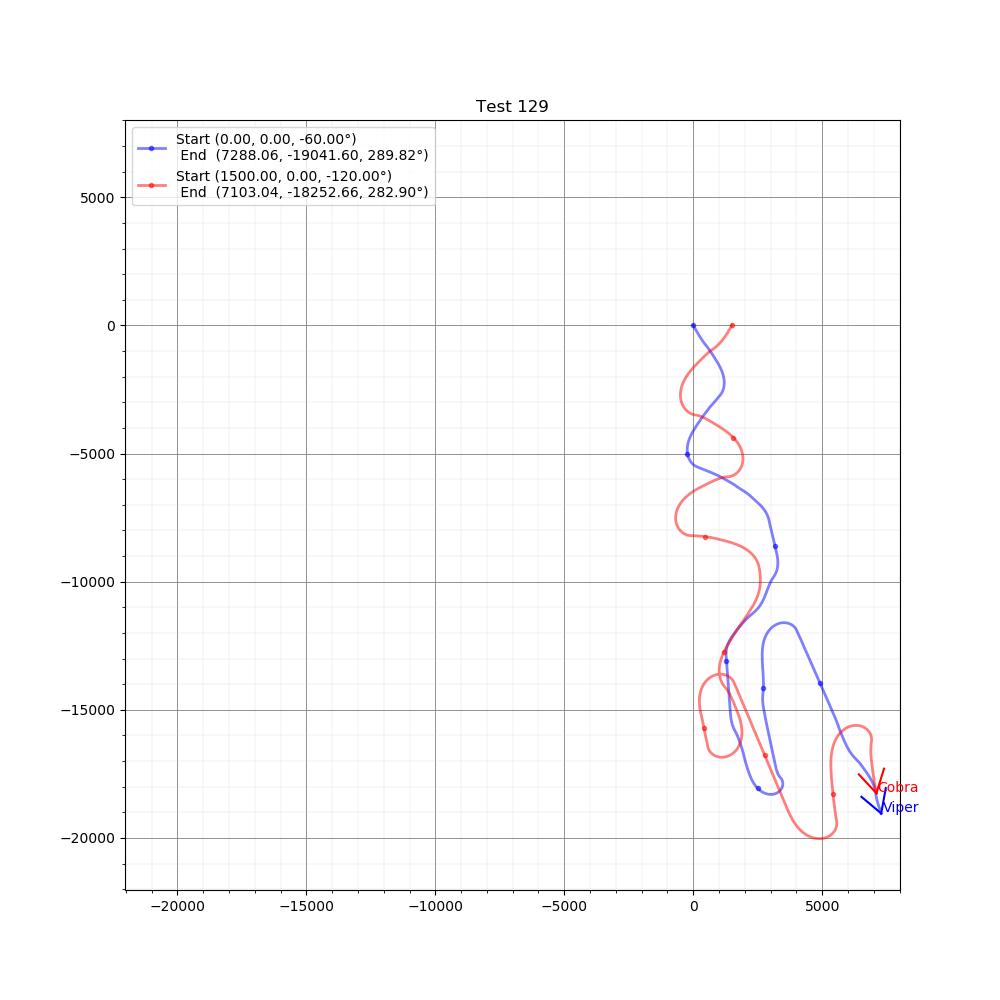 Test 129
Start (0.00, 0.00, -60.00°)
End (7288.06, -19041.60, 289.82°)
Start (1500.00, 0.00, -120.00°)
End (7103.04, -18252.66, 282.90°)
5000
0
−5000
−10000
−15000
−20000
Cobra
Viper
−20000 −15000 −10000 −5000 0 5000